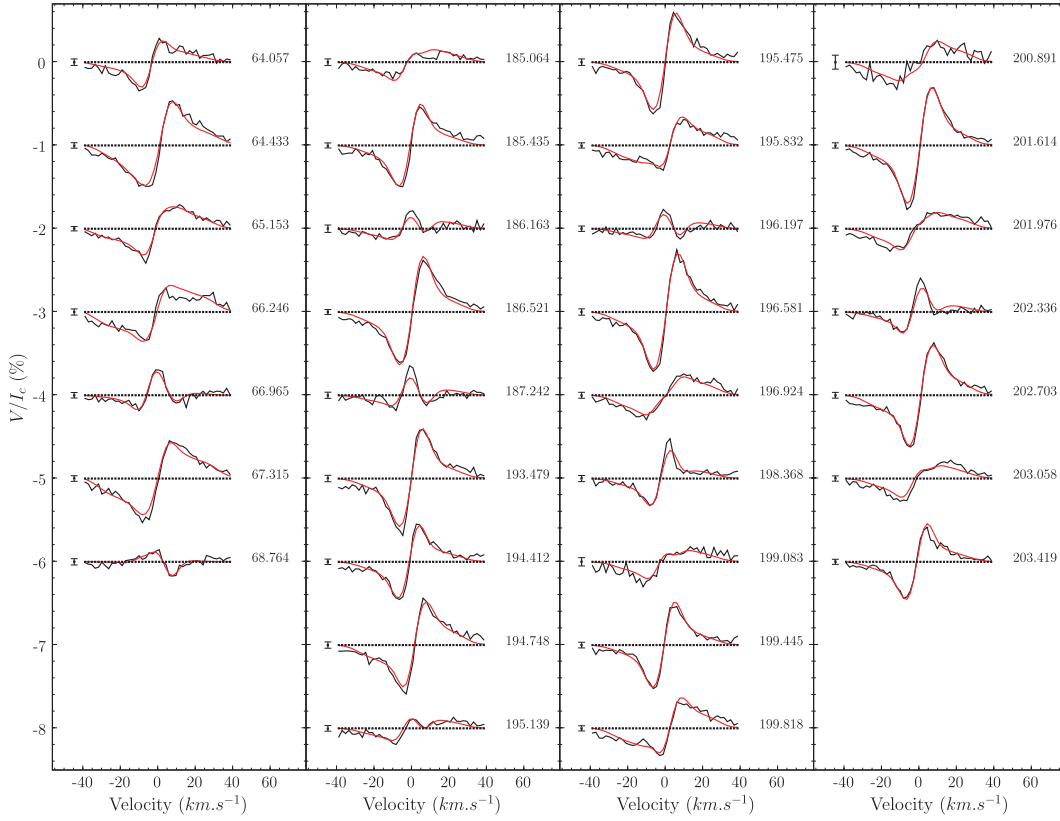 0 64.057 185.064 195.475 200.891
-1 64.433 185.435 195.832 201.614
-2 65.153 186.163 196.197 201.976
-3 66.246 186.521 196.581 202.336
-4 66.965 187.242 196.924 202.703
-5 67.315 193.479 198.368 203.058
-6 68.764 194.412 199.083 203.419
-7 194.748 199.445
-8 195.139 199.818
V/I_c (%)
-40 -20 0 20 40 -40 -20 0 20 40 -40 -20 0 20 40 -40 -20 0 20 40 60
Velocity (km.s⁻¹) Velocity (km.s⁻¹) Velocity (km.s⁻¹) Velocity (km.s⁻¹)